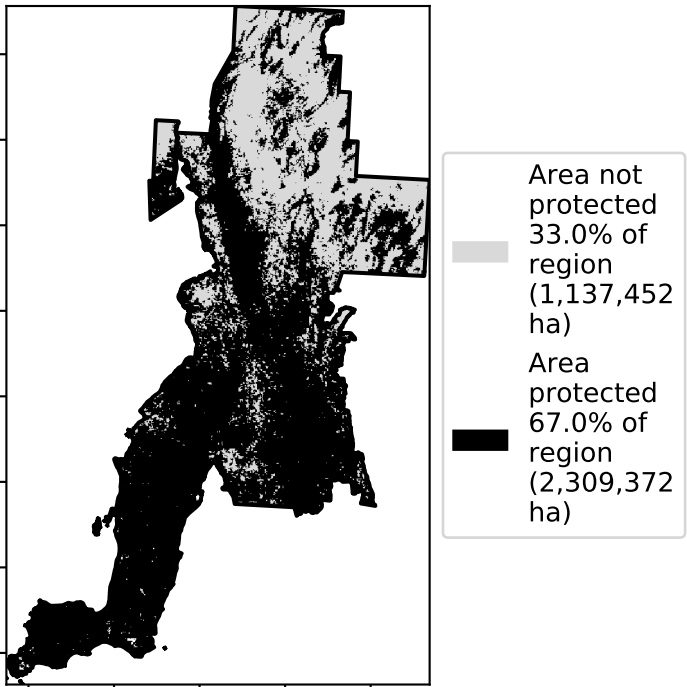 Area not
protected
33.0% of
region
(1,137,452
ha)
Area
protected
67.0% of
region
(2,309,372
ha)